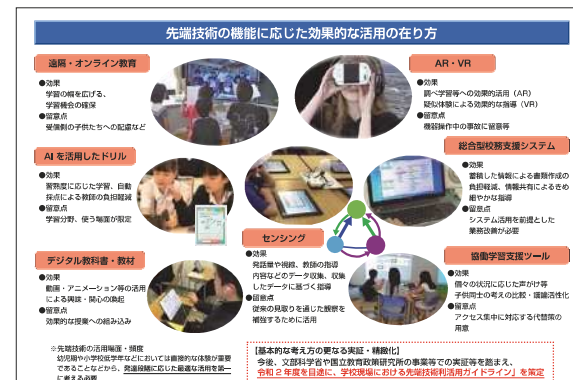 先端技術の機能に応じた効果的な活用の在り方
遠隔・オンライン教育
●効果
学習の幅を広げる、
学習機会の確保
●留意点
受信側の子供たちへの配慮など
AR・VR
●効果
調べ学習等への効果的活用（AR）
疑似体験による効果的な指導（VR）
●留意点
機器操作中の事故に留意等
AIを活用したドリル
●効果
習熟度に応じた学習、自動
採点による教師の負担軽減
●留意点
学習分野、使う場面が限定
総合型校務支援システム
●効果
蓄積した情報による書類作成の
負担軽減、情報共有によるきめ
細やかな指導
●留意点
システム活用を前提とした
業務改善が必要
センシング
●効果
発話量や視線、教師の指導
内容などのデータ収集、収集
したデータに基づく指導
●留意点
従来の見取りを通じた観察を
補強するために活用
デジタル教科書・教材
●効果
動画・アニメーション等の活用
による興味・関心の喚起
●留意点
効果的な授業への組み込み
協働学習支援ツール
●効果
個々の状況に応じた声がけ等
子供同士の考えの比較・議論活性化
●留意点
アクセス集中に対応する代替策の
用意
※先端技術の活用場面・頻度
幼児期や小学校低学年などにおいては直接的な体験が重要
であることなどから、発達段階に応じた最適な活用を第一
に考える必要
【基本的な考え方の更なる実証・精緻化】
今後、文部科学省や国立教育政策研究所の事業等での実証等を踏まえ、
令和2年度を目途に、学校現場における先端技術利活用ガイドライン」を策定